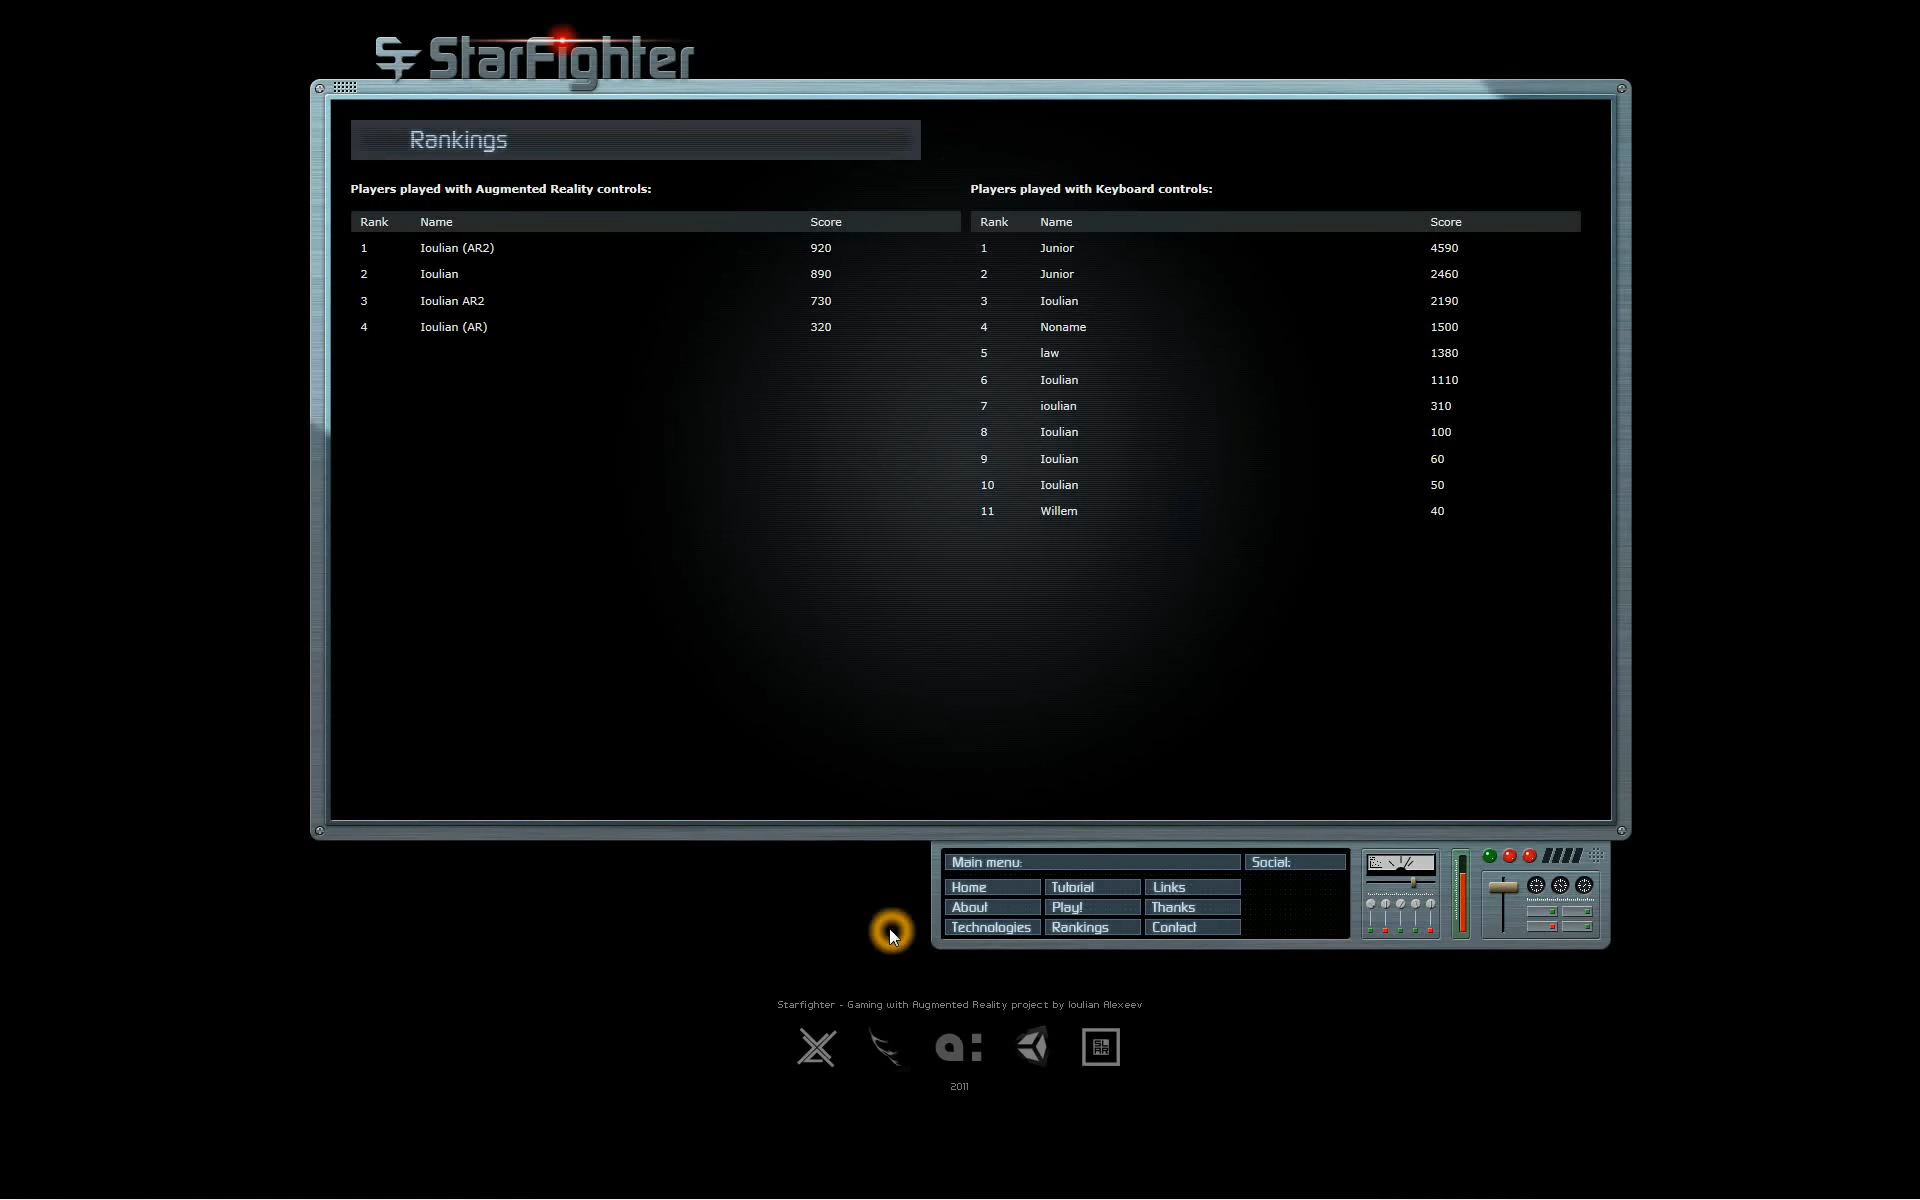 StarFighter
Rankings
Players played with Augmented Reality controls:
Rank Name Score
1 Ioulian (AR2) 920
2 Ioulian 890
3 Ioulian AR2 730
4 Ioulian (AR) 320
Players played with Keyboard controls:
Rank Name Score
1 Junior 4590
2 Junior 2460
3 Ioulian 2190
4 Noname 1500
5 law 1380
6 Ioulian 1110
7 ioulian 310
8 Ioulian 100
9 Ioulian 60
10 Ioulian 50
11 Willem 40
Main menu: Social:
Home Tutorial Links
About Play! Thanks
Technologies Rankings Contact
Starfighter - Gaming with Augmented Reality project by Ioulian Alexeev
a:
SLAR
2011